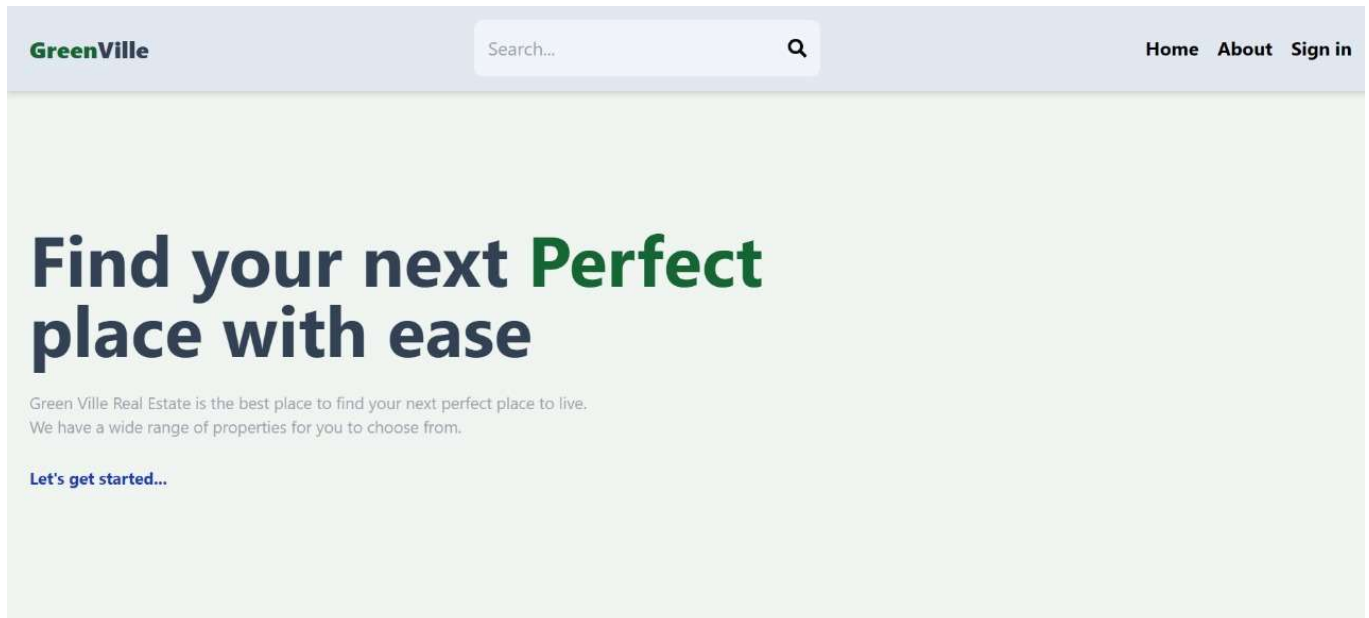 GreenVille
Search...
Home About Sign in
Find your next Perfect
place with ease
Green Ville Real Estate is the best place to find your next perfect place to live.
We have a wide range of properties for you to choose from.
Let's get started...